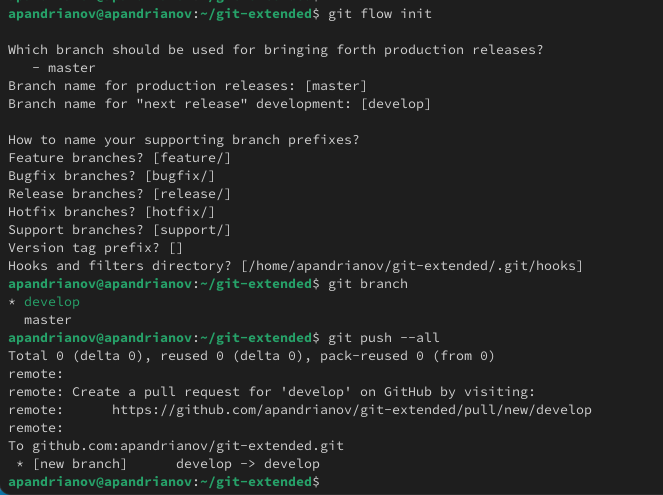 apandrianov@apandrianov:~/git-extended$ git flow init

Which branch should be used for bringing forth production releases?
   - master
Branch name for production releases: [master]
Branch name for "next release" development: [develop]

How to name your supporting branch prefixes?
Feature branches? [feature/]
Bugfix branches? [bugfix/]
Release branches? [release/]
Hotfix branches? [hotfix/]
Support branches? [support/]
Version tag prefix? []
Hooks and filters directory? [/home/apandrianov/git-extended/.git/hooks]
apandrianov@apandrianov:~/git-extended$ git branch
* develop
  master
apandrianov@apandrianov:~/git-extended$ git push --all
Total 0 (delta 0), reused 0 (delta 0), pack-reused 0 (from 0)
remote:
remote: Create a pull request for 'develop' on GitHub by visiting:
remote:      https://github.com/apandrianov/git-extended/pull/new/develop
remote:
To github.com:apandrianov/git-extended.git
 * [new branch]      develop -> develop
apandrianov@apandrianov:~/git-extended$